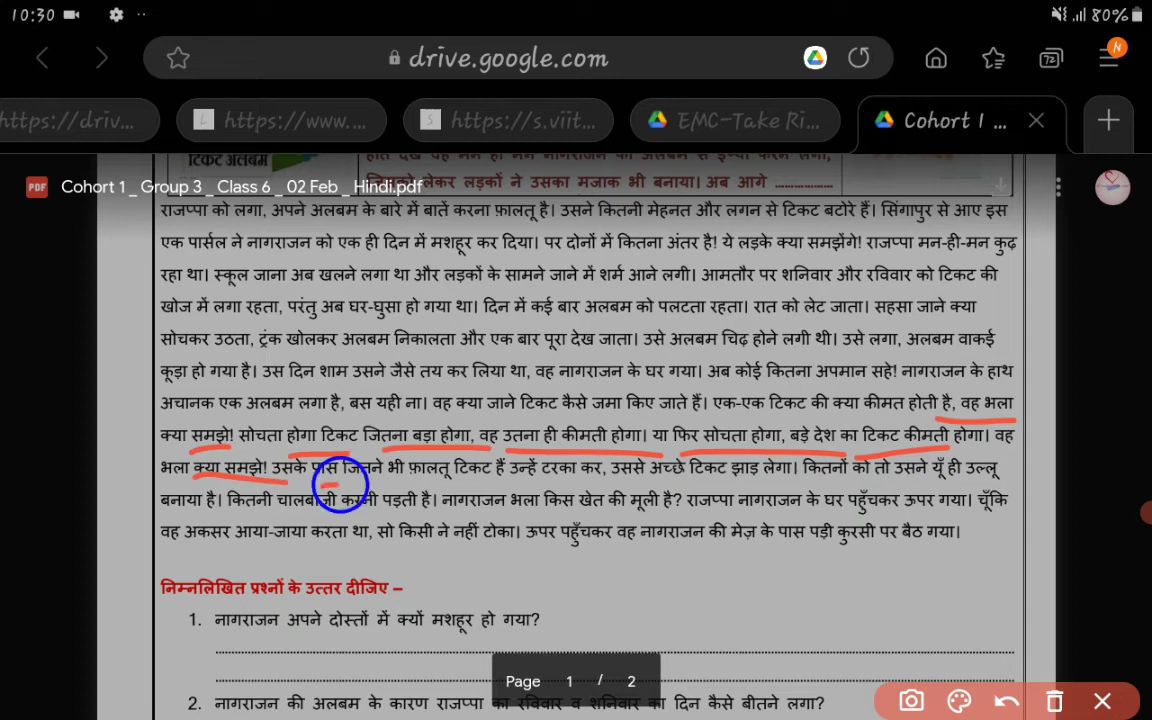 10:30
80%
drive.google.com
72
N
https://driv...
L https://www....
S https://s.viit...
EMC-Take Ri...
Cohort 1 ...
टिकट अलबम
PDF Cohort 1 _ Group 3 _ Class 6 _ 02 Feb _ Hindi.pdf
लेकर लड़कों ने उसका मजाक भी बनाया। अब आगे ................
राजप्पा को लगा, अपने अलबम के बारे में बातें करना फ़ालतू है। उसने कितनी मेहनत और लगन से टिकट बटोरे हैं। सिंगापुर से आए इस
एक पार्सल ने नागराजन को एक ही दिन में मशहूर कर दिया। पर दोनों में कितना अंतर है! ये लड़के क्या समझेंगे! राजप्पा मन-ही-मन कुढ़
रहा था। स्कूल जाना अब खलने लगा था और लड़कों के सामने जाने में शर्म आने लगी। आमतौर पर शनिवार और रविवार को टिकट की
खोज में लगा रहता, परंतु अब घर-घुसा हो गया था। दिन में कई बार अलबम को पलटता रहता। रात को लेट जाता। सहसा जाने क्या
सोचकर उठता, ट्रंक खोलकर अलबम निकालता और एक बार पूरा देख जाता। उसे अलबम चिढ़ होने लगी थी। उसे लगा, अलबम वाकई
कूड़ा हो गया है। उस दिन शाम उसने जैसे तय कर लिया था, वह नागराजन के घर गया। अब कोई कितना अपमान सहे! नागराजन के हाथ
अचानक एक अलबम लगा है, बस यही ना। वह क्या जाने टिकट कैसे जमा किए जाते हैं। एक-एक टिकट की क्या कीमत होती है, वह भला
क्या समझे! सोचता होगा टिकट जितना बड़ा होगा, वह उतना ही कीमती होगा। या फिर सोचता होगा, बड़े देश का टिकट कीमती होगा। वह
भला क्या समझे! उसके पास जितने भी फ़ालतू टिकट हैं उन्हें टरका कर, उससे अच्छे टिकट झाड़ लेगा। कितनों को तो उसने यूँ ही उल्लू
बनाया है। कितनी चालबाज़ी करनी पड़ती है। नागराजन भला किस खेत की मूली है? राजप्पा नागराजन के घर पहुँचकर ऊपर गया। चूँकि
वह अकसर आया-जाया करता था, सो किसी ने नहीं टोका। ऊपर पहुँचकर वह नागराजन की मेज़ के पास पड़ी कुरसी पर बैठ गया।
निम्नलिखित प्रश्नों के उत्तर दीजिए –
1. नागराजन अपने दोस्तों में क्यों मशहूर हो गया?
Page 1 / 2
2. नागराजन की अलबम के कारण राजप्पा का रविवार व शनिवार का दिन कैसे बीतने लगा?